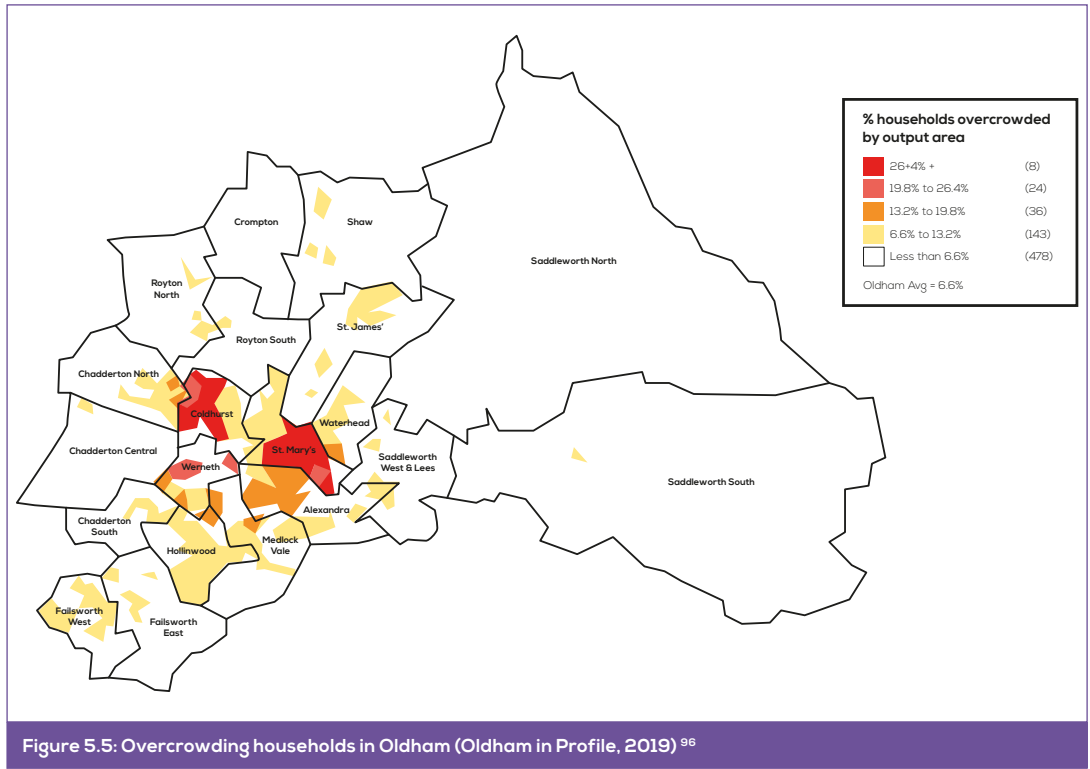 Crompton
Shaw
Saddleworth North
Royton
North
Royton South
St. James'
Chadderton North
Coldhurst
Waterhead
St. Mary's
Chadderton Central
Werneth
Saddleworth
West & Lees
Saddleworth South
Alexandra
Chadderton
South
Medlock
Vale
Hollinwood
Failsworth
West
Failsworth
East
% households overcrowded
by output area
26+4% + (8)
19.8% to 26.4% (24)
13.2% to 19.8% (36)
6.6% to 13.2% (143)
Less than 6.6% (478)
Oldham Avg = 6.6%
Figure 5.5: Overcrowding households in Oldham (Oldham in Profile, 2019) 96